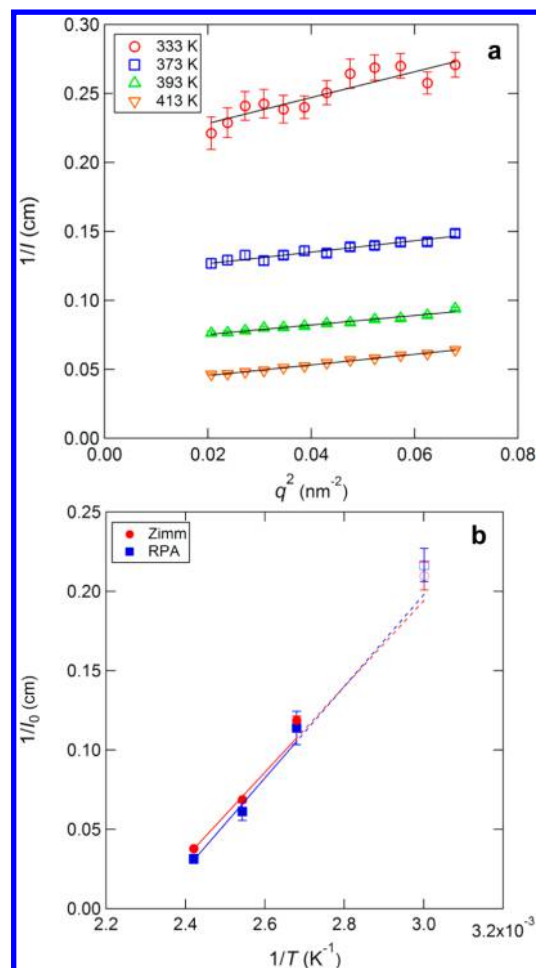 0.30
a
333 K
373 K
393 K
413 K
0.25
0.20
1/I (cm)
0.15
0.10
0.05
0.00
0.00 0.02 0.04 0.06 0.08
q² (nm⁻²)
0.25
Zimm
RPA
b
0.20
0.15
1/I₀ (cm)
0.10
0.05
0.00
2.2 2.4 2.6 2.8 3.0 3.2x10⁻³
1/T (K⁻¹)